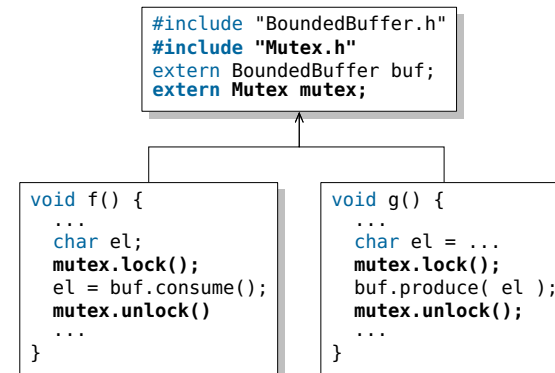 #include "BoundedBuffer.h"
#include "Mutex.h"
extern BoundedBuffer buf;
extern Mutex mutex;
void f() {
...
char el;
mutex.lock();
el = buf.consume();
mutex.unlock()
...
}
void g() {
...
char el = ...
mutex.lock();
buf.produce( el );
mutex.unlock();
...
}